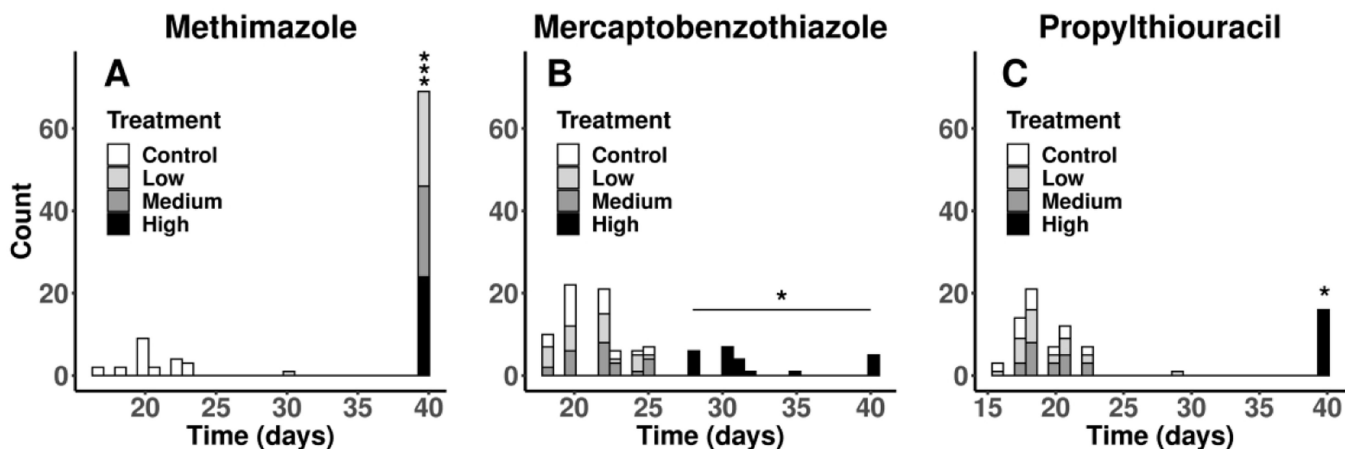 Methimazole
Mercaptobenzothiazole
Propylthiouracil
A
***
Treatment
Control
Low
Medium
High
Count
60
40
20
0
20
25
30
35
40
Time (days)
B
Treatment
Control
Low
Medium
High
*
60
40
20
0
20
25
30
35
40
Time (days)
C
Treatment
Control
Low
Medium
High
*
60
40
20
0
15
20
25
30
35
40
Time (days)